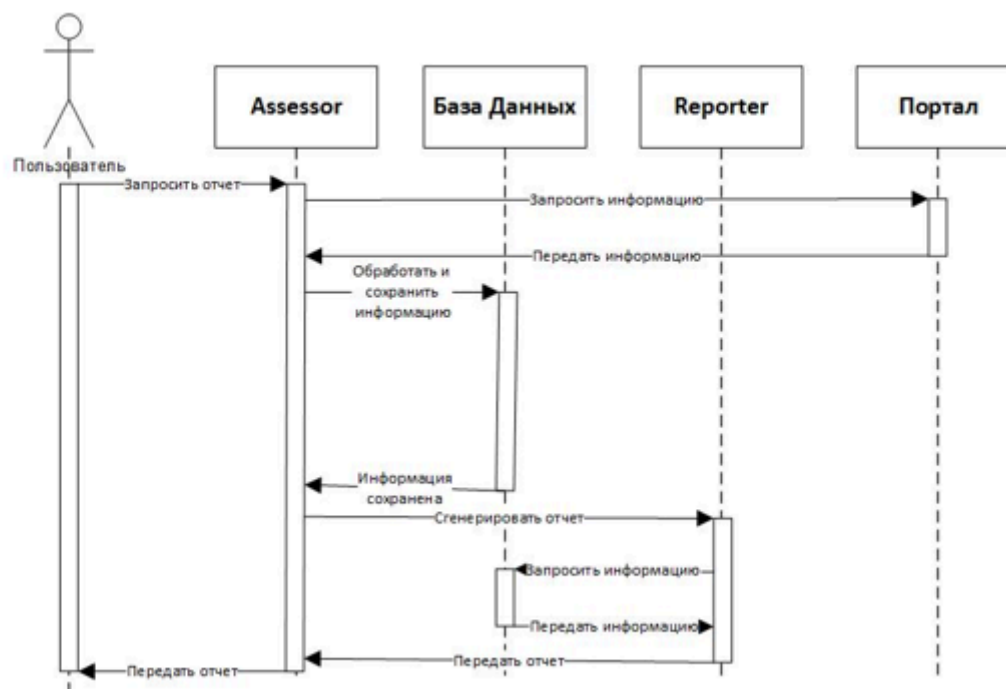 Assessor
База Данных
Reporter
Портал
Пользователь
Запросить отчет
Запросить информацию
Передать информацию
Обработать и
сохранить
информацию
Информация
сохранена
Сгенерировать отчет
Запросить информацию
Передать информацию
Передать отчет
Передать отчет